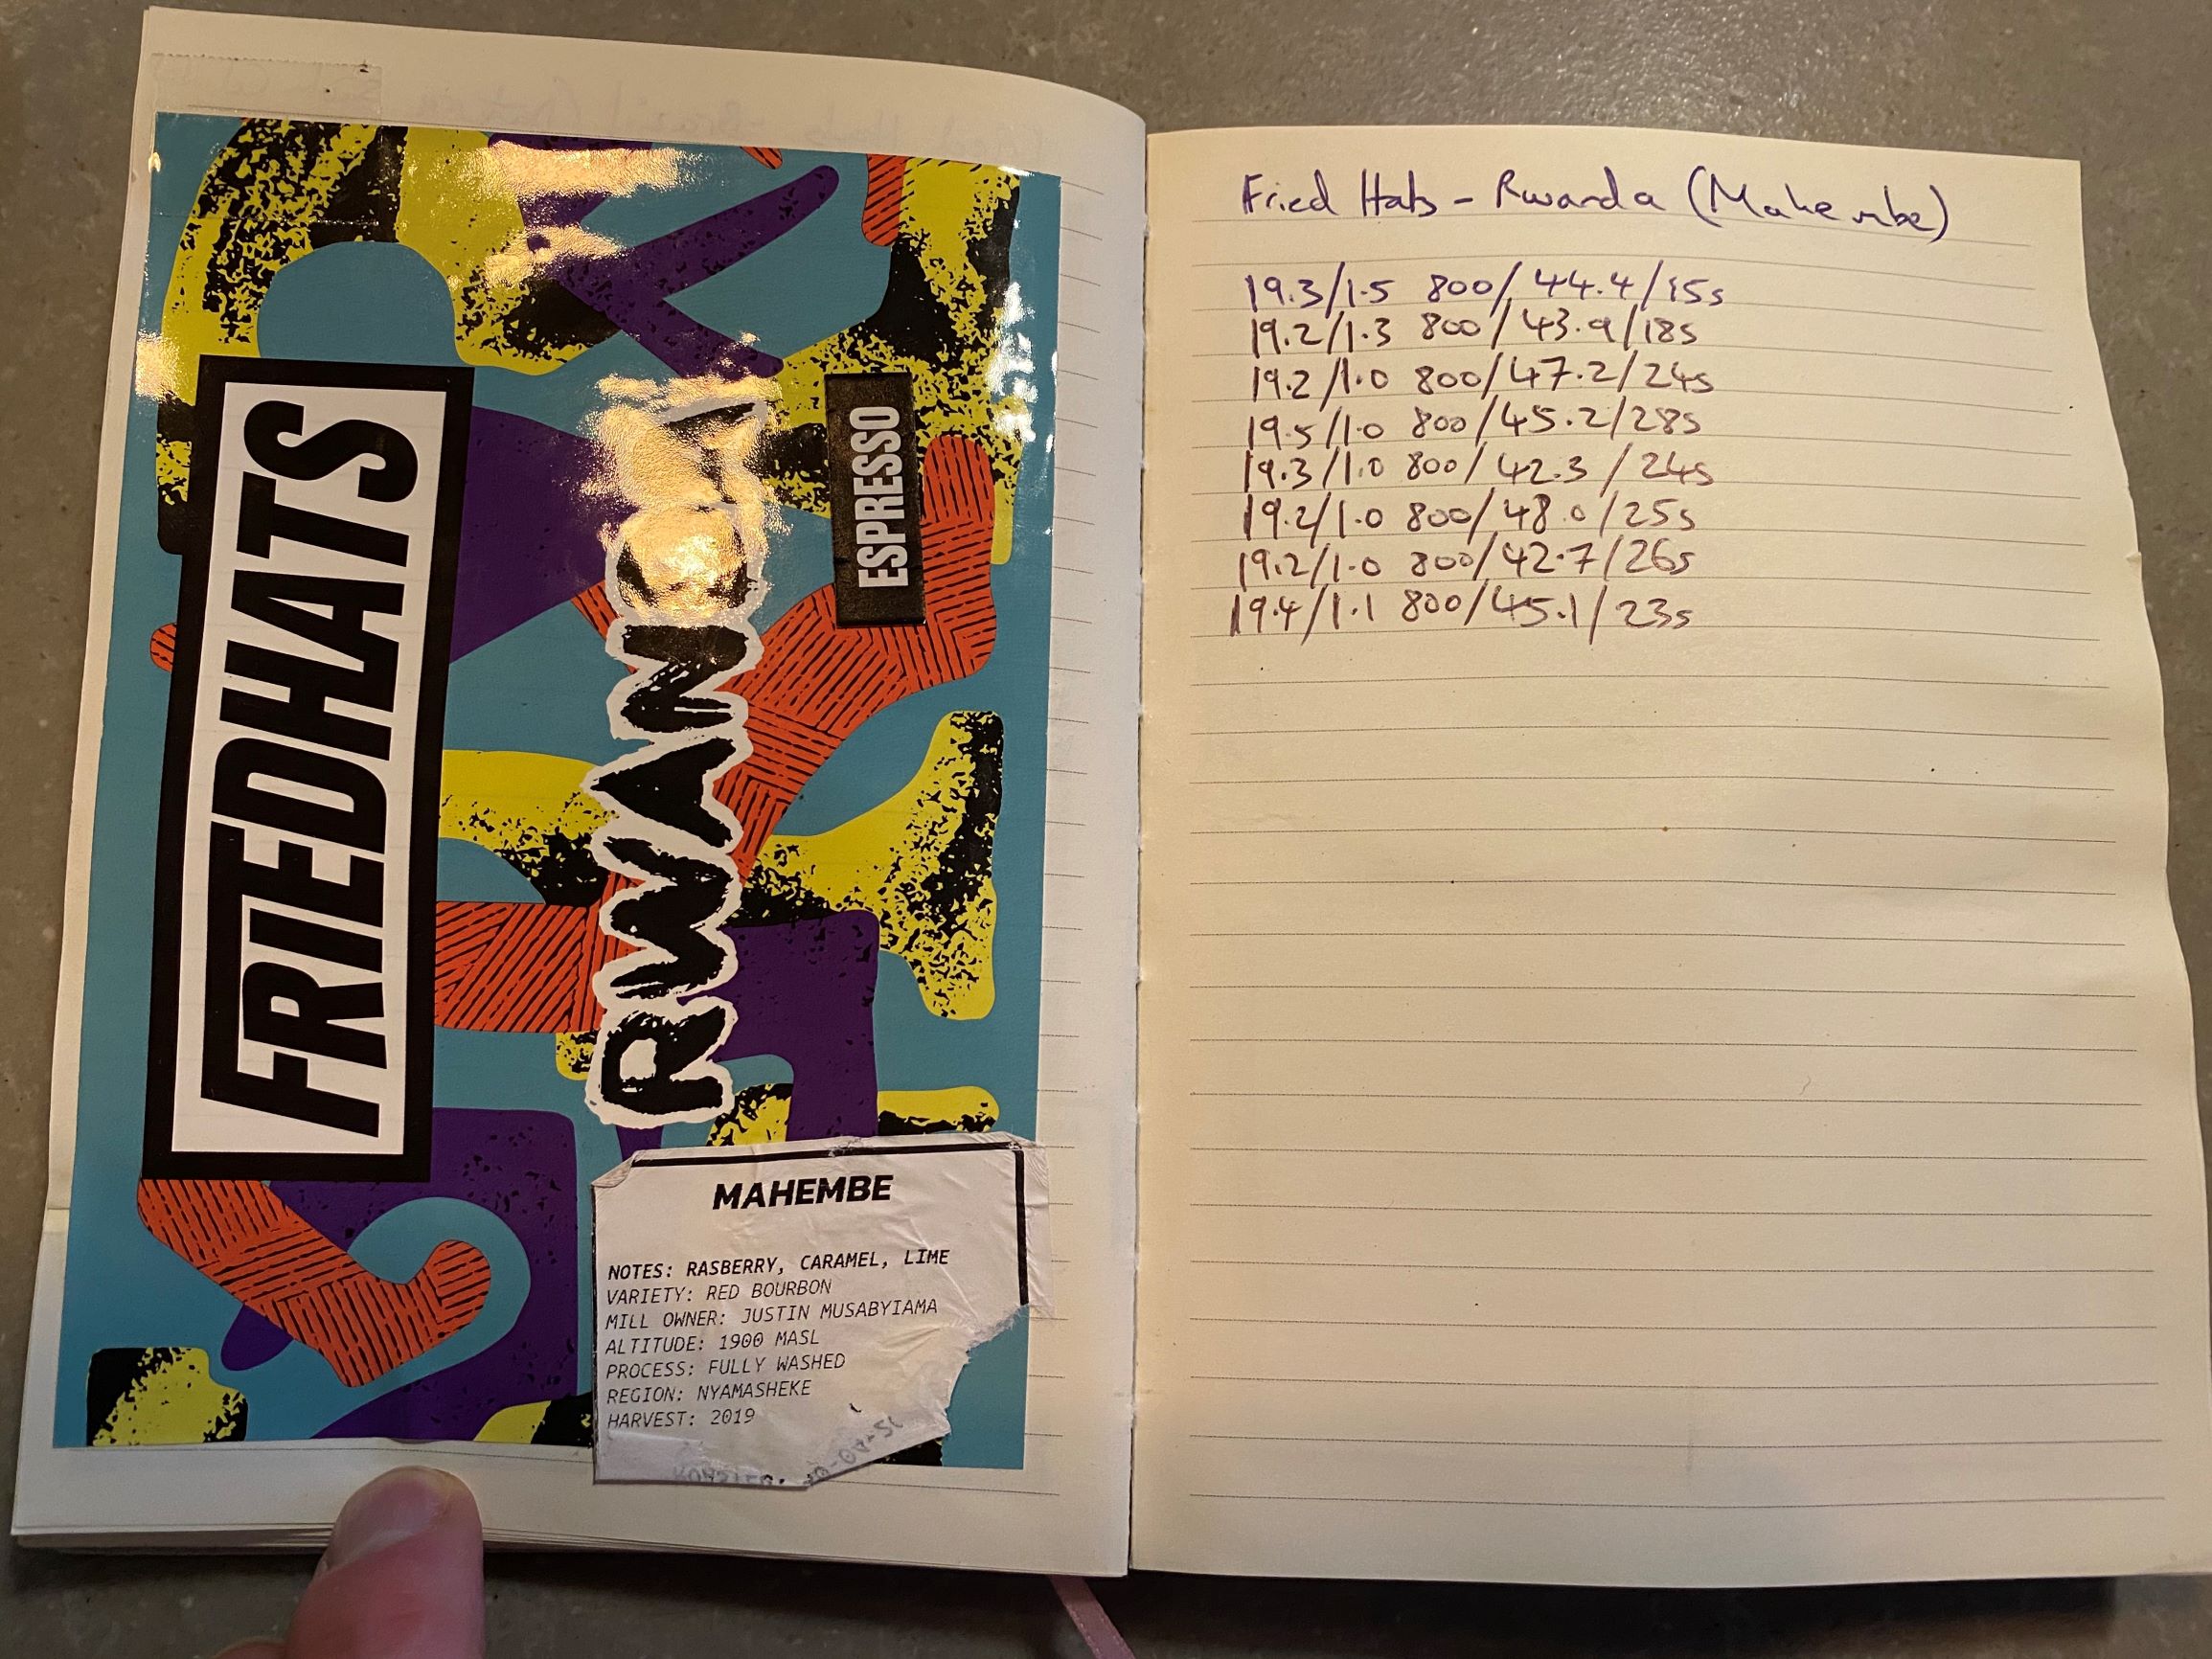 FRIEDHATS
RWANDA
ESPRESSO
MAHEMBE
NOTES: RASBERRY, CARAMEL, LIME
VARIETY: RED BOURBON
MILL OWNER: JUSTIN MUSABYIAMA
ALTITUDE: 1900 MASL
PROCESS: FULLY WASHED
REGION: NYAMASHEKE
HARVEST: 2019
Fried Hats - Rwanda (Mahembe)
19.3/1.5 800/44.4/15s
19.2/1.3 800/43.9/18s
19.2/1.0 800/47.2/24s
19.5/1.0 800/45.2/28s
19.3/1.0 800/42.3/24s
19.2/1.0 800/48.0/25s
19.2/1.0 800/42.7/26s
19.4/1.1 800/45.1/23s